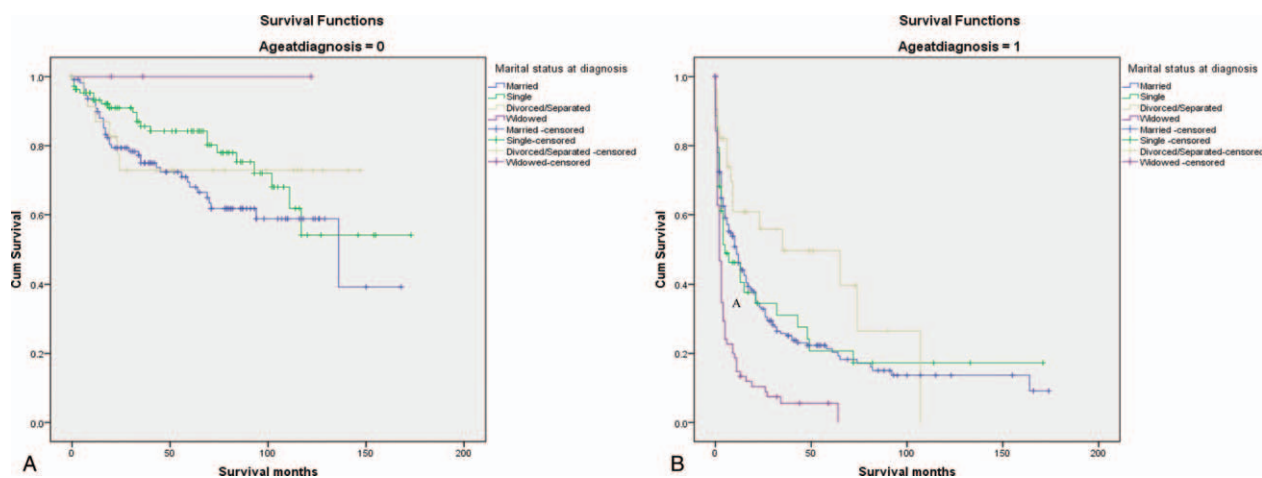 Survival Functions
Ageatdiagnosis = 0
Marital status at diagnosis
Married
Single
Divorced/Separated
Widowed
Married -censored
Single-censored
Divorced/Separated -censored
Widowed-censored
Cum Survival
1.0
0.8
0.6
0.4
0.2
0.0
0
50
100
150
200
Survival months
A
Survival Functions
Ageatdiagnosis = 1
Marital status at diagnosis
Married
Single
Divorced/Separated
Widowed
Married -censored
Single -censored
Divorced/Separated -censored
Widowed -censored
Cum Survival
1.0
0.8
0.6
0.4
0.2
0.0
A
0
50
100
150
200
Survival months
B